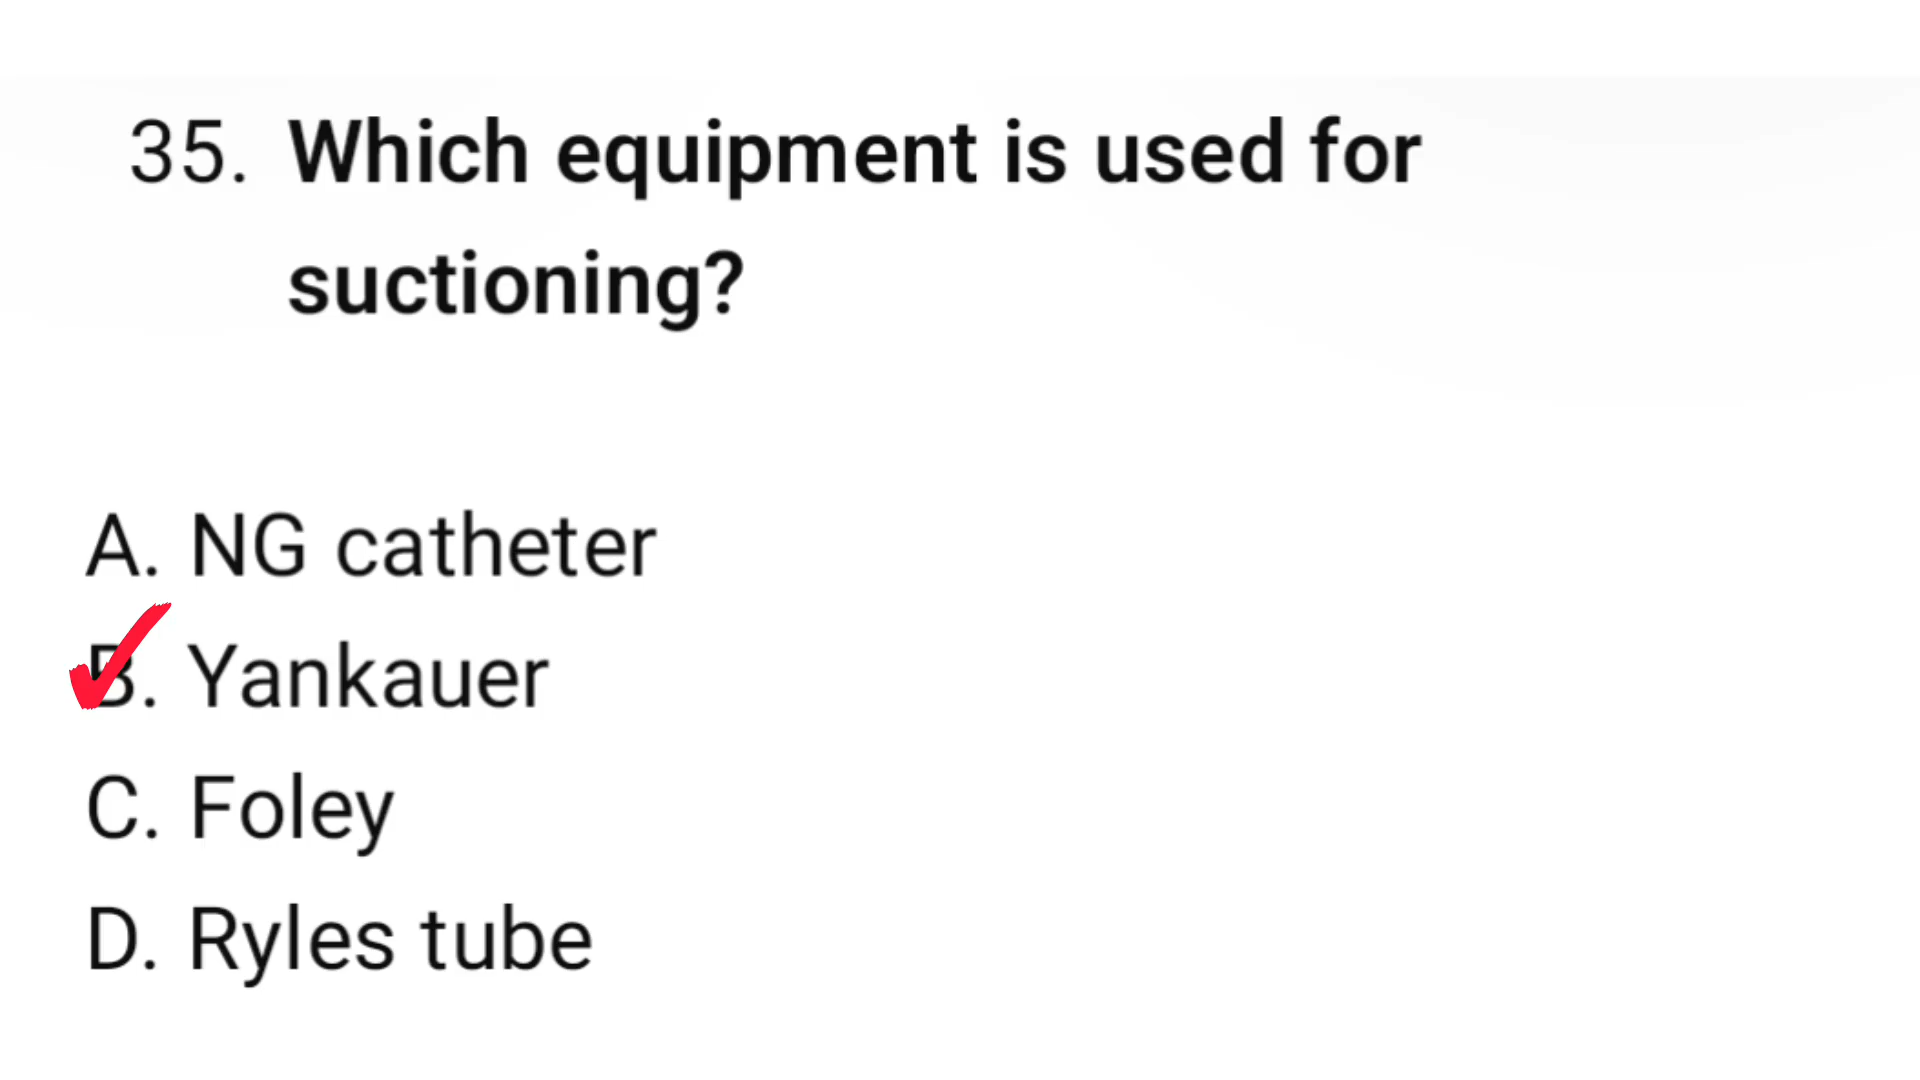 35. Which equipment is used for
suctioning?
A. NG catheter
B. Yankauer
C. Foley
D. Ryles tube